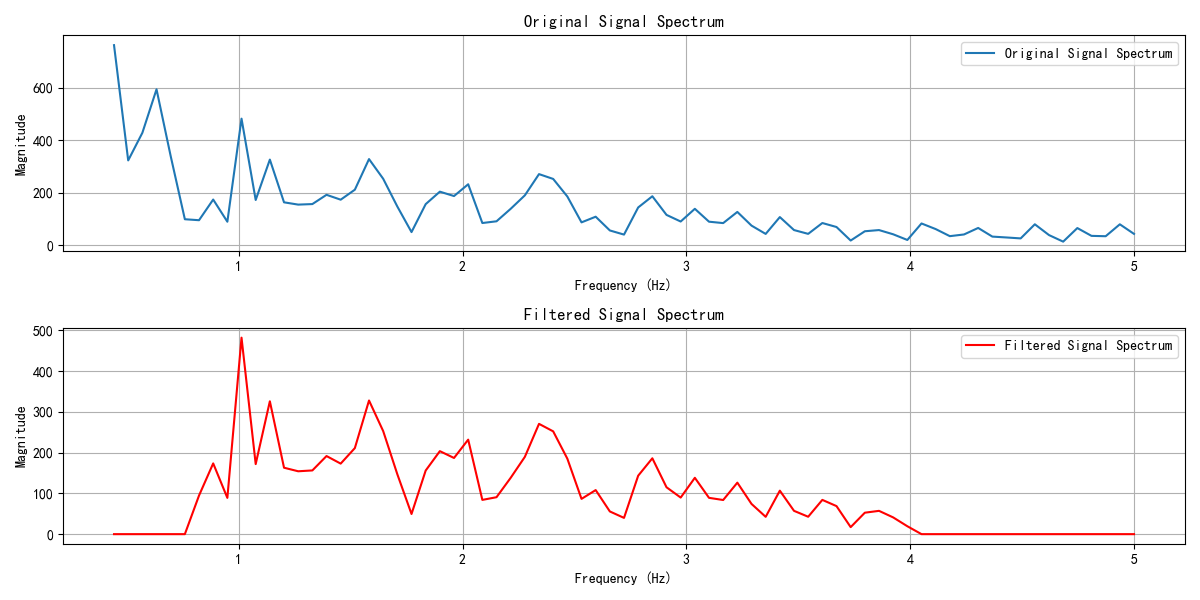 Original Signal Spectrum
Original Signal Spectrum
Magnitude
600
400
200
0
1 2 3 4 5
Frequency (Hz)
Filtered Signal Spectrum
Filtered Signal Spectrum
Magnitude
500
400
300
200
100
0
1 2 3 4 5
Frequency (Hz)